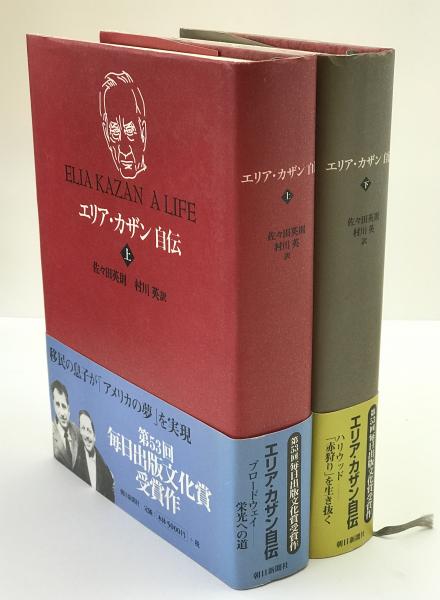 ELIA KAZAN A LIFE
エリア・カザン自伝
上
佐々田英則 村川英訳
移民の息子が「アメリカの夢」を実現
第53回
毎日出版文化賞
受賞作
朝日新聞社
エリア・カザン自
上
佐々田英則
村川英
訳
第53回毎日出版文化賞受賞作
エリア・カザン自伝
ブロードウェイ
栄光への道
朝日新聞社
エリア・カザン自
下
佐々田英則
村川英
訳
第53回毎日出版文化賞受賞作
エリア・カザン自伝
ハリウッド
「赤狩り」を生き抜く
朝日新聞社